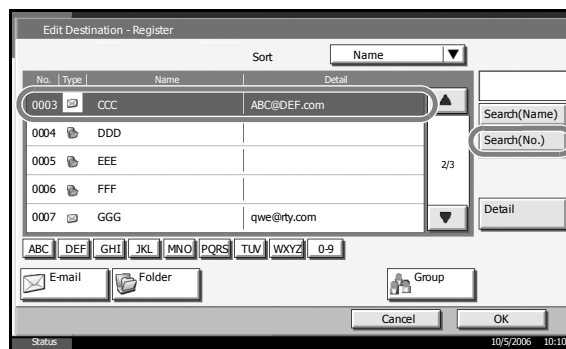 Edit Destination - Register
Sort Name
No. Type Name Detail
0003 CCC ABC@DEF.com
0004 DDD
0005 EEE
0006 FFF
0007 GGG qwe@rty.com
2/3
Search(Name)
Search(No.)
Detail
ABC DEF GHI JKL MNO PQRS TUV WXYZ 0-9
E-mail Folder Group
Cancel OK
Status 10/5/2006 10:10